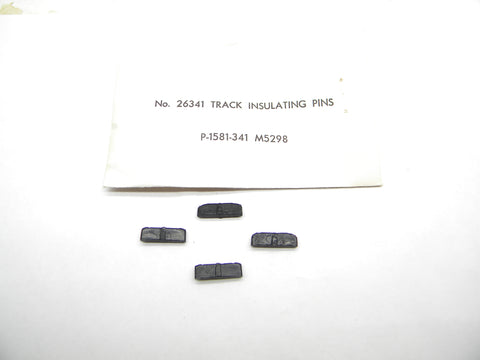 No. 26341 TRACK INSULATING PINS
P-1581-341 M5298